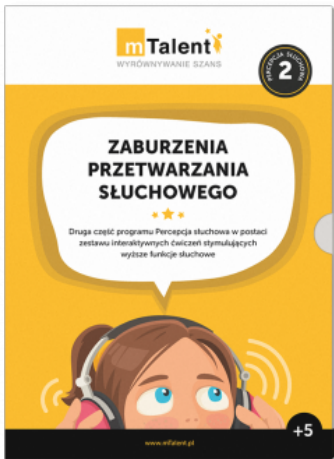 mTalent
WYRÓWNYWANIE SZANS
PERCEPCJA SŁUCHOWA
2
ZABURZENIA
PRZETWARZANIA
SŁUCHOWEGO
Druga część programu Percepcja słuchowa w postaci
zestawu interaktywnych ćwiczeń stymulujących
wyższe funkcje słuchowe
+5
www.mTalent.pl